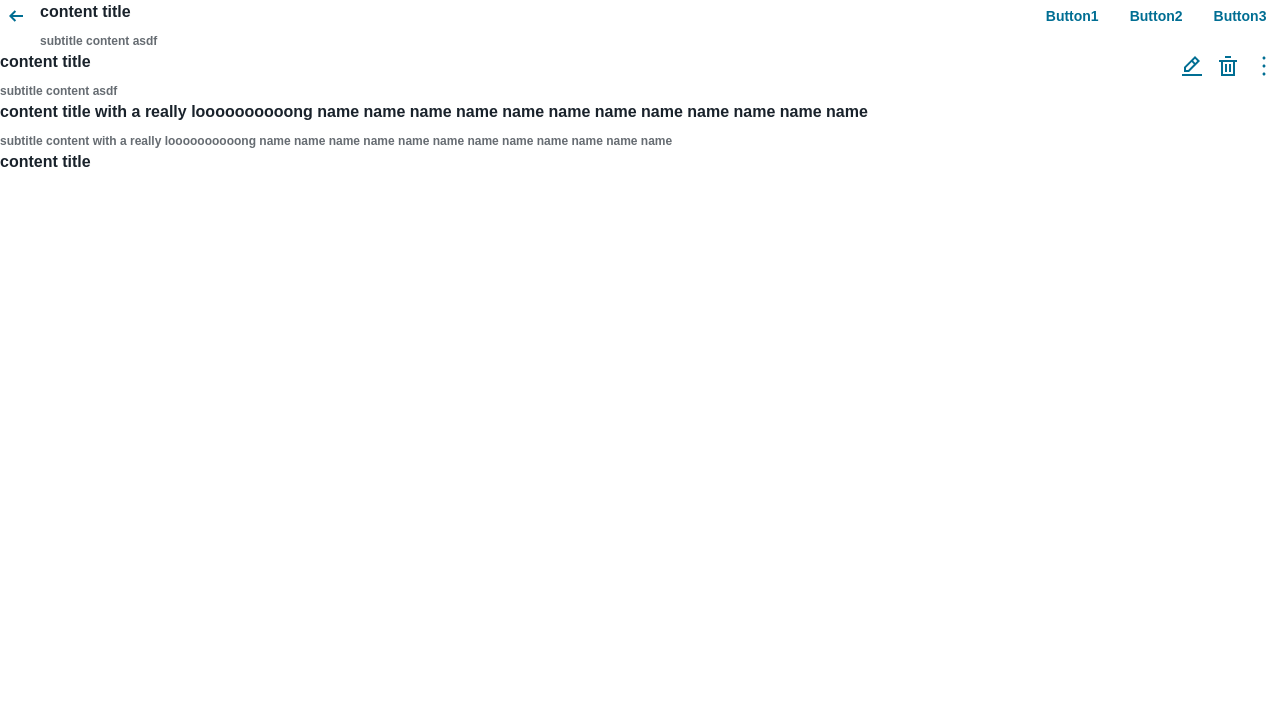 content title
Button1 Button2 Button3
subtitle content asdf
content title
subtitle content asdf
content title with a really looooooooooong name name name name name name name name name name name name
subtitle content with a really looooooooooong name name name name name name name name name name name name
content title